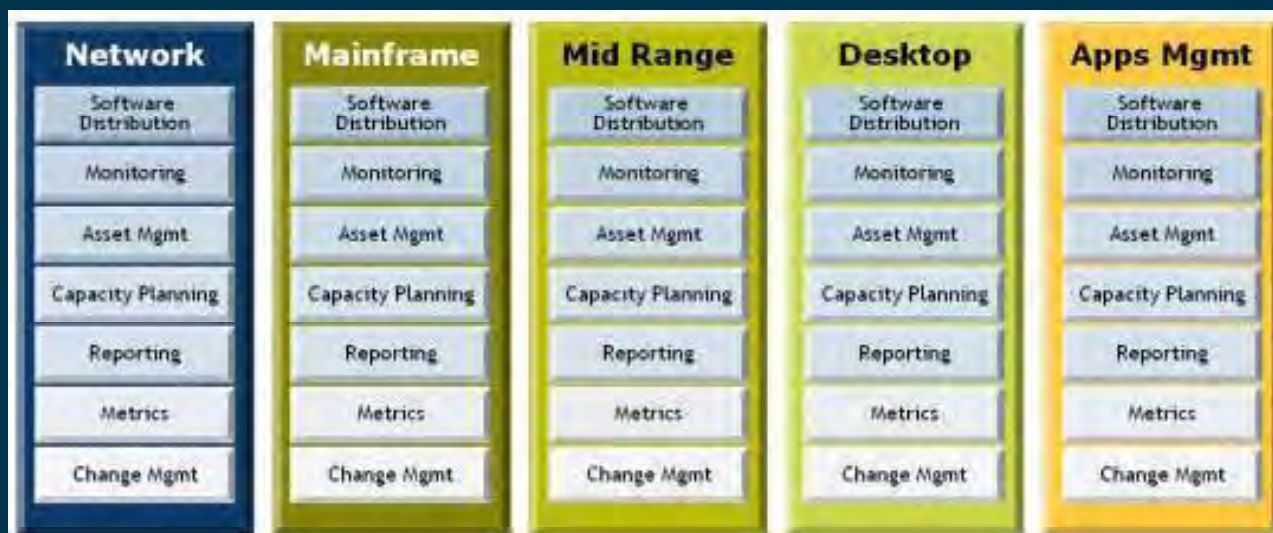 Network
Software
Distribution
Monitoring
Asset Mgmt
Capacity Planning
Reporting
Metrics
Change Mgmt
Mainframe
Software
Distribution
Monitoring
Asset Mgmt
Capacity Planning
Reporting
Metrics
Change Mgmt
Mid Range
Software
Distribution
Monitoring
Asset Mgmt
Capacity Planning
Reporting
Metrics
Change Mgmt
Desktop
Software
Distribution
Monitoring
Asset Mgmt
Capacity Planning
Reporting
Metrics
Change Mgmt
Apps Mgmt
Software
Distribution
Monitoring
Asset Mgmt
Capacity Planning
Reporting
Metrics
Change Mgmt